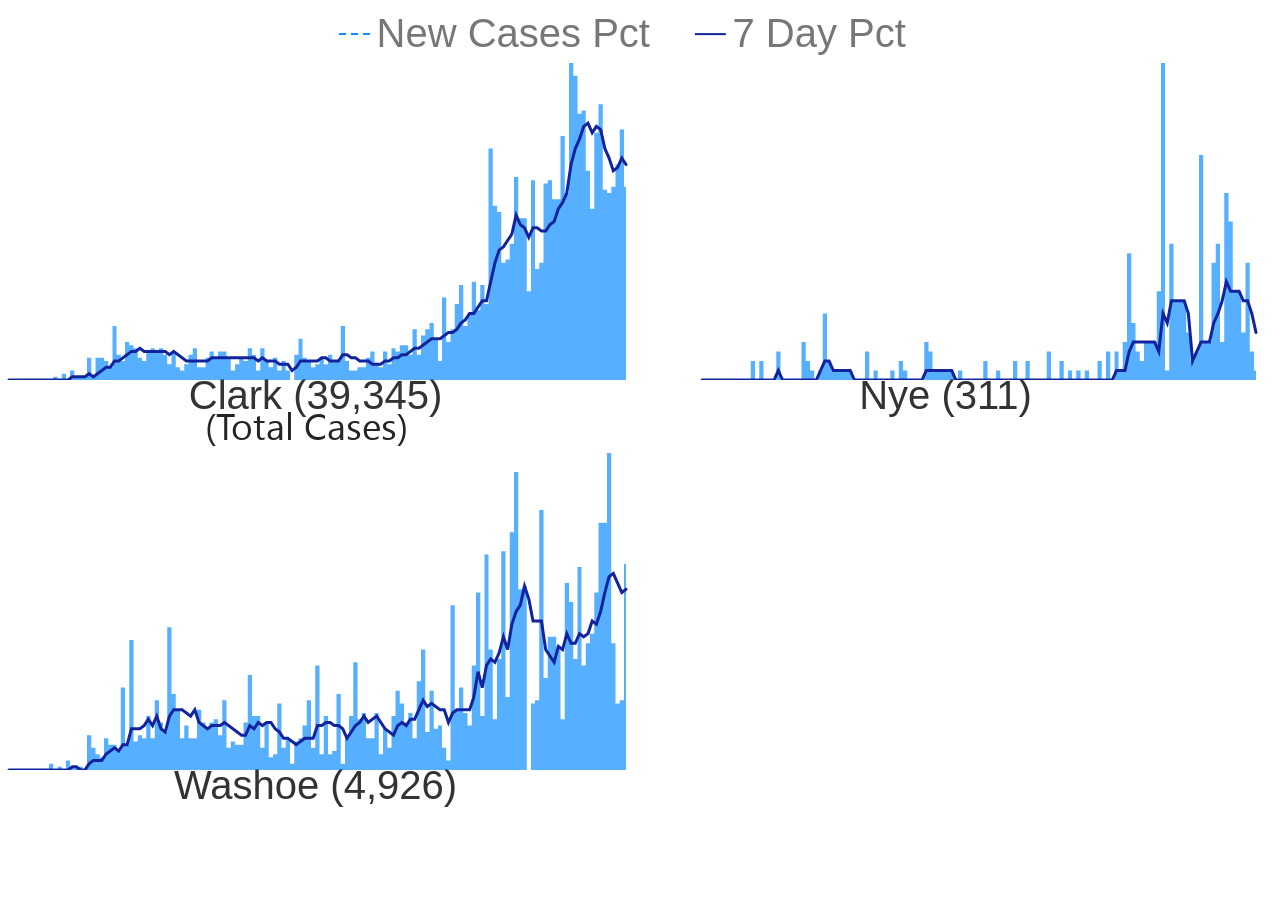 New Cases Pct 7 Day Pct
Clark (39,345) Nye (311)
(Total Cases)
Washoe (4,926)